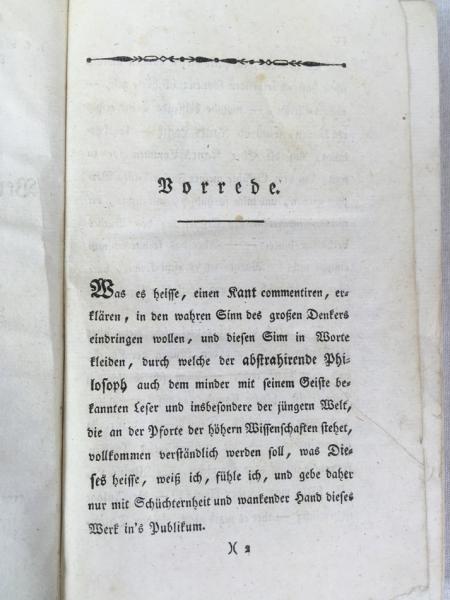 Vorrede.
Was es heisse, einen Kant commentiren, er-
klären, in den wahren Sinn des großen Denkers
eindringen wollen, und diesen Sinn in Worte
kleiden, durch welche der abstrahirende Phi-
losoph auch dem minder mit seinem Geiste be-
kannten Leser und insbesondere der jüngern Welt,
die an der Pforte der höhern Wissenschaften stehet,
vollkommen verständlich werden soll, was Die-
ses heisse, weiß ich, fühle ich, und gebe daher
nur mit Schüchternheit und wankender Hand dieses
Werk in's Publikum.
)( 2